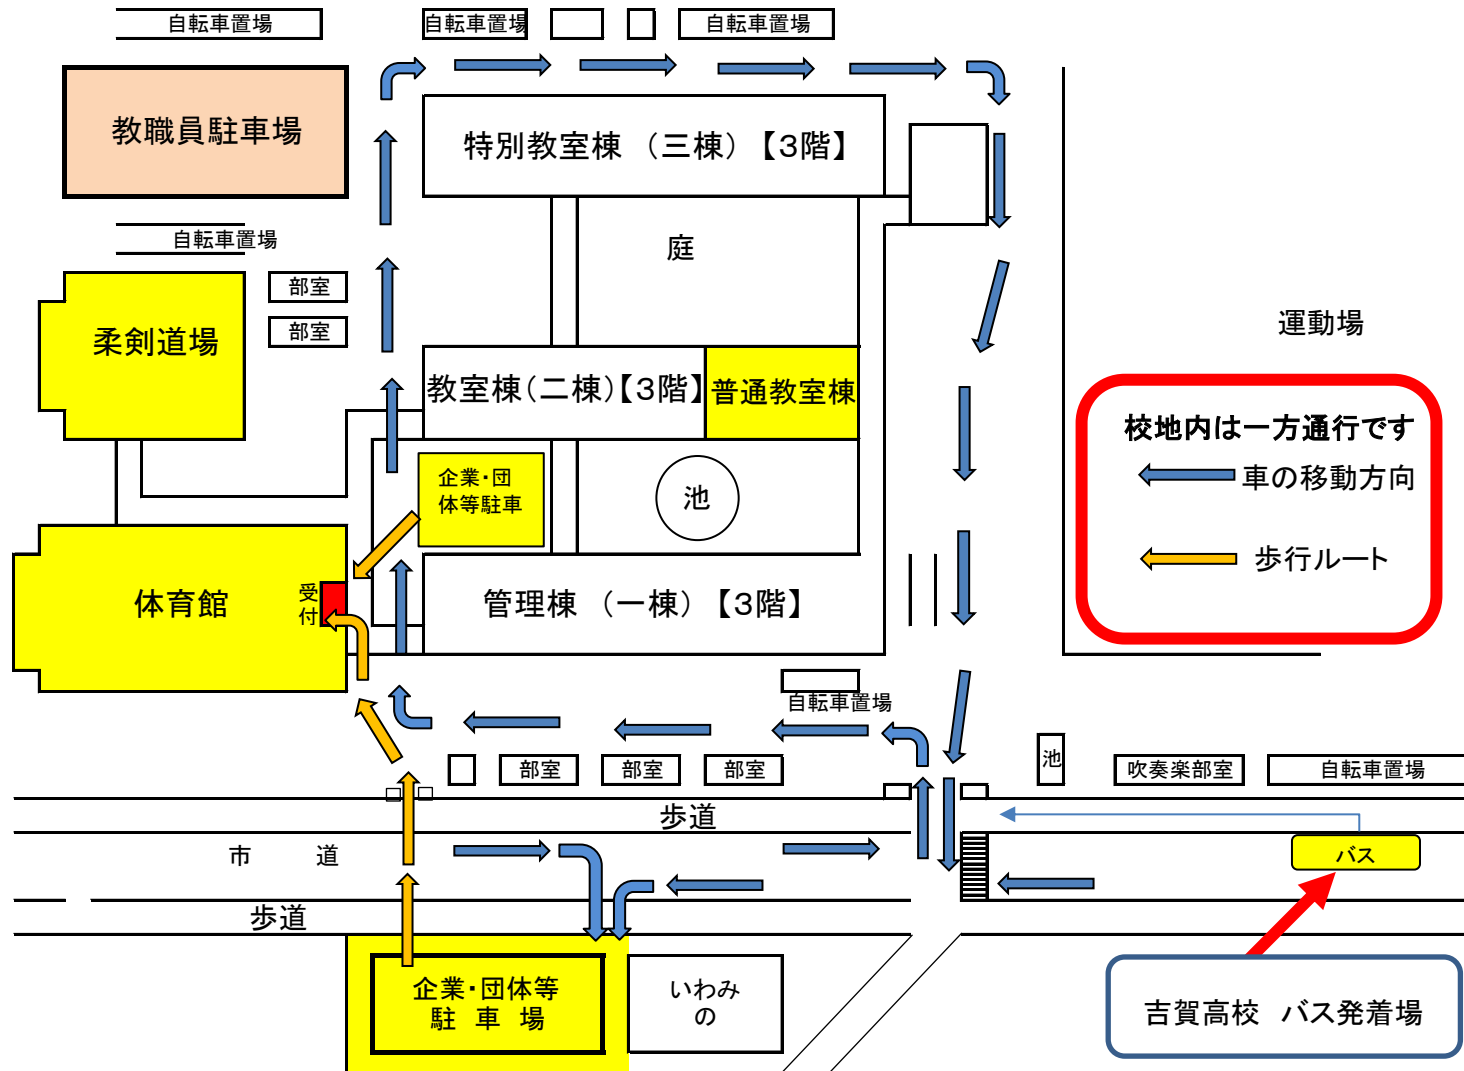 自転車置場
自転車置場
自転車置場
教職員駐車場
特別教室棟 （三棟）【3階】
自転車置場
庭
部室
部室
柔剣道場
運動場
教室棟(二棟)【3階】
普通教室棟
校地内は一方通行です
車の移動方向
歩行ルート
企業・団
体等駐車
池
体育館
受
付
管理棟 （一棟）【3階】
自転車置場
部室
部室
部室
池
吹奏楽部室
自転車置場
歩道
市 道
バス
歩道
企業・団体等
駐 車 場
いわみ
の
吉賀高校 バス発着場